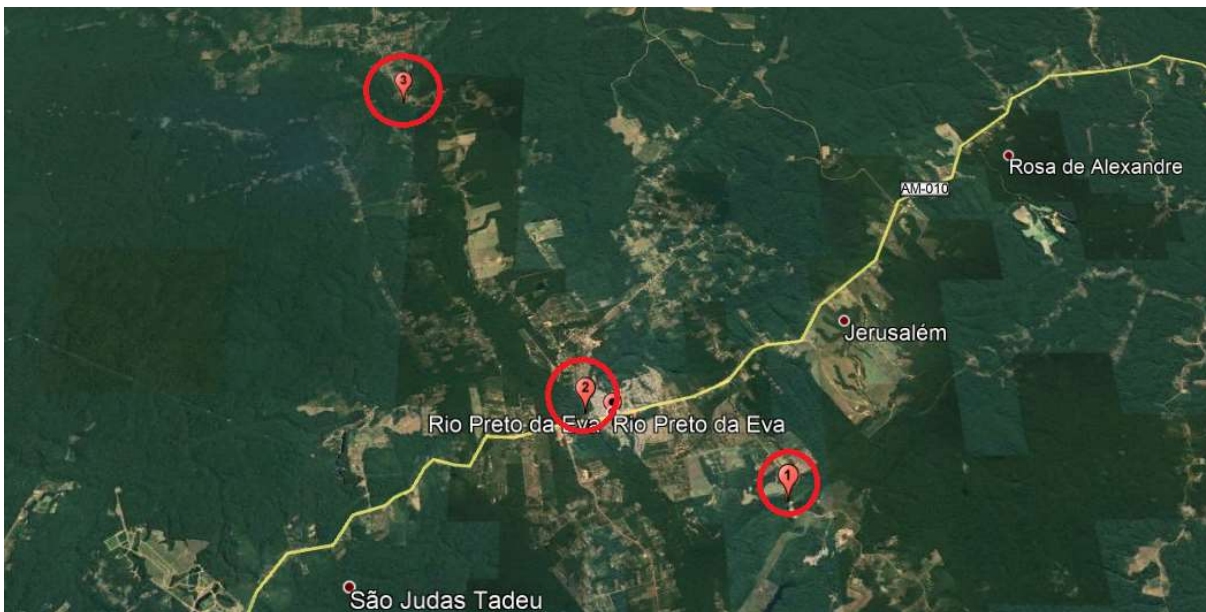 3
Rosa de Alexandre
AM-010
Jerusalém
2
Rio Preto da Eva Rio Preto da Eva
1
São Judas Tadeu